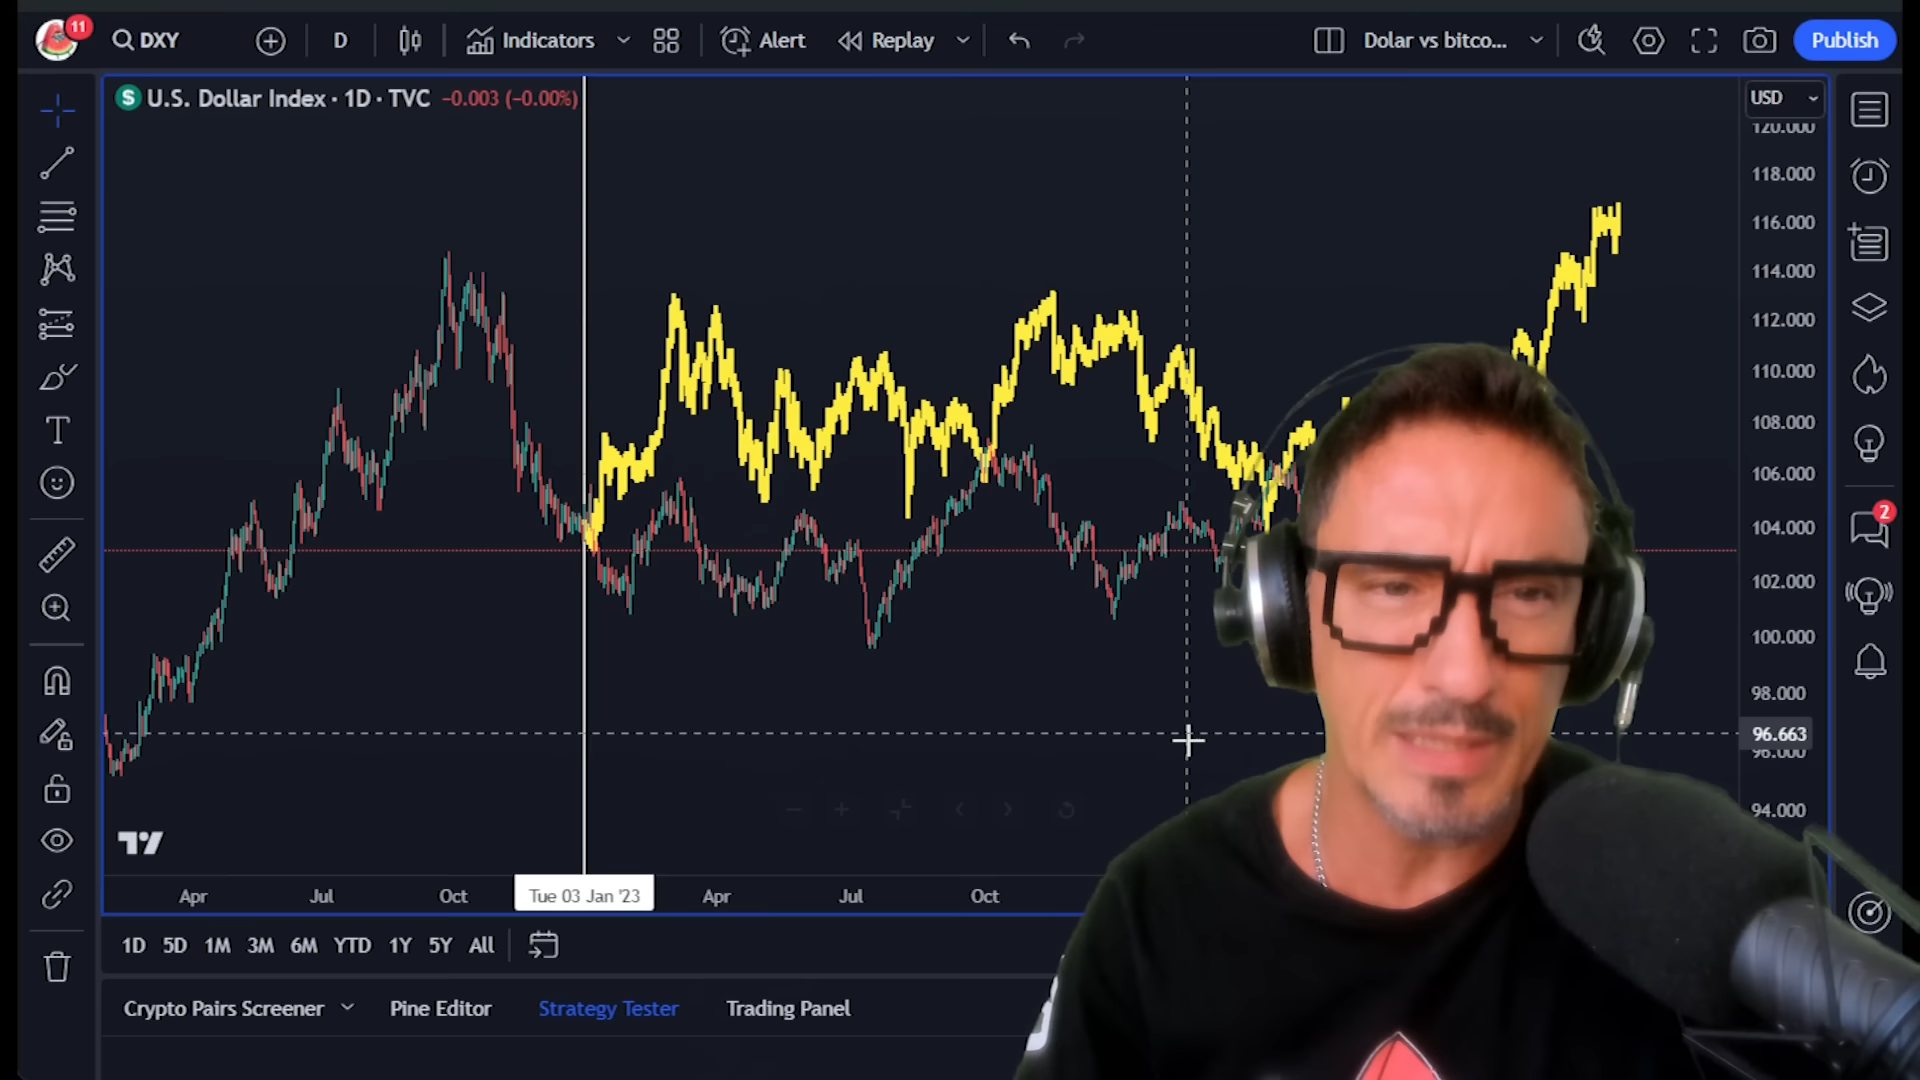 11
DXY
D
Indicators
Alert
Replay
Dolar vs bitco...
Publish
S
U.S. Dollar Index · 1D · TVC −0.003 (−0.00%)
USD
120.000
118.000
116.000
114.000
112.000
110.000
108.000
106.000
104.000
102.000
100.000
98.000
96.663
96.000
94.000
2
Apr
Jul
Oct
Tue 03 Jan '23
Apr
Jul
Oct
1D 5D 1M 3M 6M YTD 1Y 5Y All
Crypto Pairs Screener
Pine Editor
Strategy Tester
Trading Panel